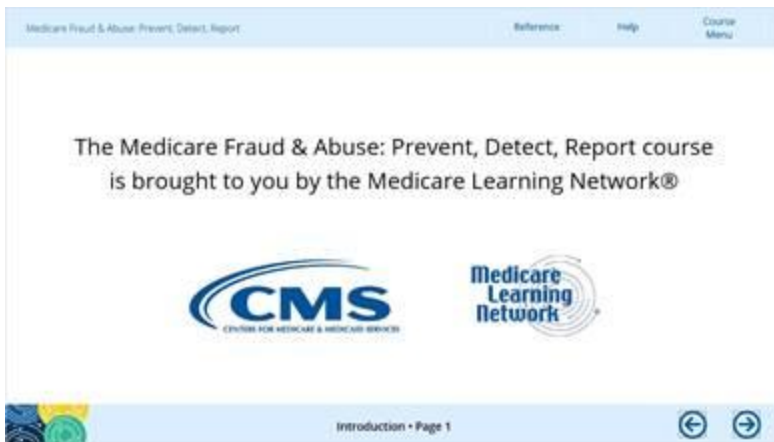 Medicare Fraud & Abuse: Prevent, Detect, Report
Reference
Help
Course
Menu
The Medicare Fraud & Abuse: Prevent, Detect, Report course
is brought to you by the Medicare Learning Network®
CMS
CENTERS FOR MEDICARE & MEDICAID SERVICES
Medicare
Learning
Network
Introduction • Page 1